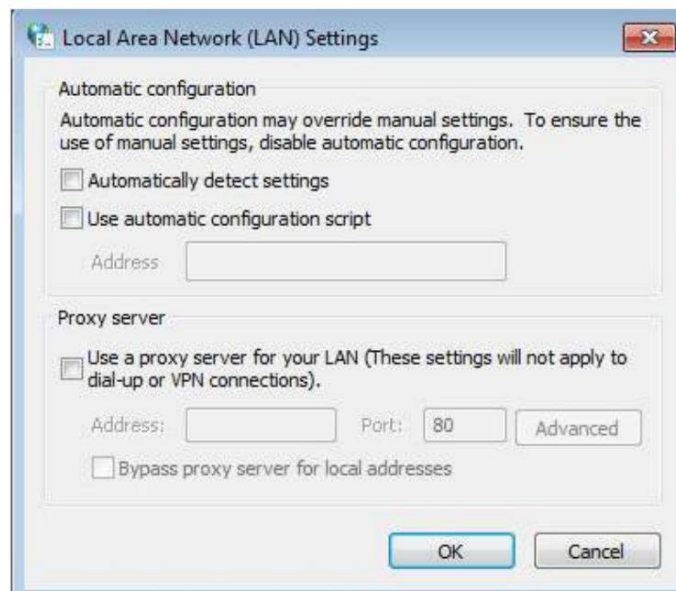 Local Area Network (LAN) Settings
Automatic configuration
Automatic configuration may override manual settings. To ensure the
use of manual settings, disable automatic configuration.
Automatically detect settings
Use automatic configuration script
Address
Proxy server
Use a proxy server for your LAN (These settings will not apply to
dial-up or VPN connections).
Address: Port: 80 Advanced
Bypass proxy server for local addresses
OK Cancel